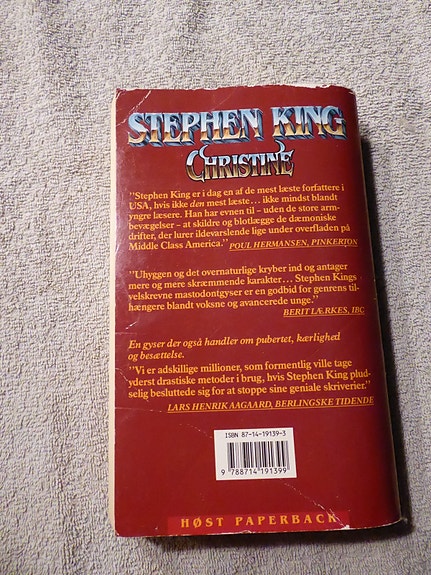 STEPHEN KING
CHRISTINE
"Stephen King er i dag en af de mest læste forfattere i
USA, hvis ikke den mest læste... ikke mindst blandt
yngre læsere. Han har evnen til – uden de store arm-
bevægelser – at skildre og blotlægge de dæmoniske
drifter, der lurer ildevarslende lige under overfladen på
Middle Class America." POUL HERMANSEN, PINKERTON
"Uhyggen og det overnaturlige kryber ind og antager
mere og mere skræmmende karakter... Stephen Kings
velskrevne mastodontgyser er en godbid for genrens til-
hængere blandt voksne og avancerede unge."
BERIT LÆRKES, IBC
En gyser der også handler om pubertet, kærlighed
og besættelse.
"Vi er adskillige millioner, som formentlig ville tage
yderst drastiske metoder i brug, hvis Stephen King plud-
selig besluttede sig for at stoppe sine geniale skriverier."
LARS HENRIK AAGAARD, BERLINGSKE TIDENDE
ISBN 87-14-19139-3
9 788714 191399
HØST PAPERBACK